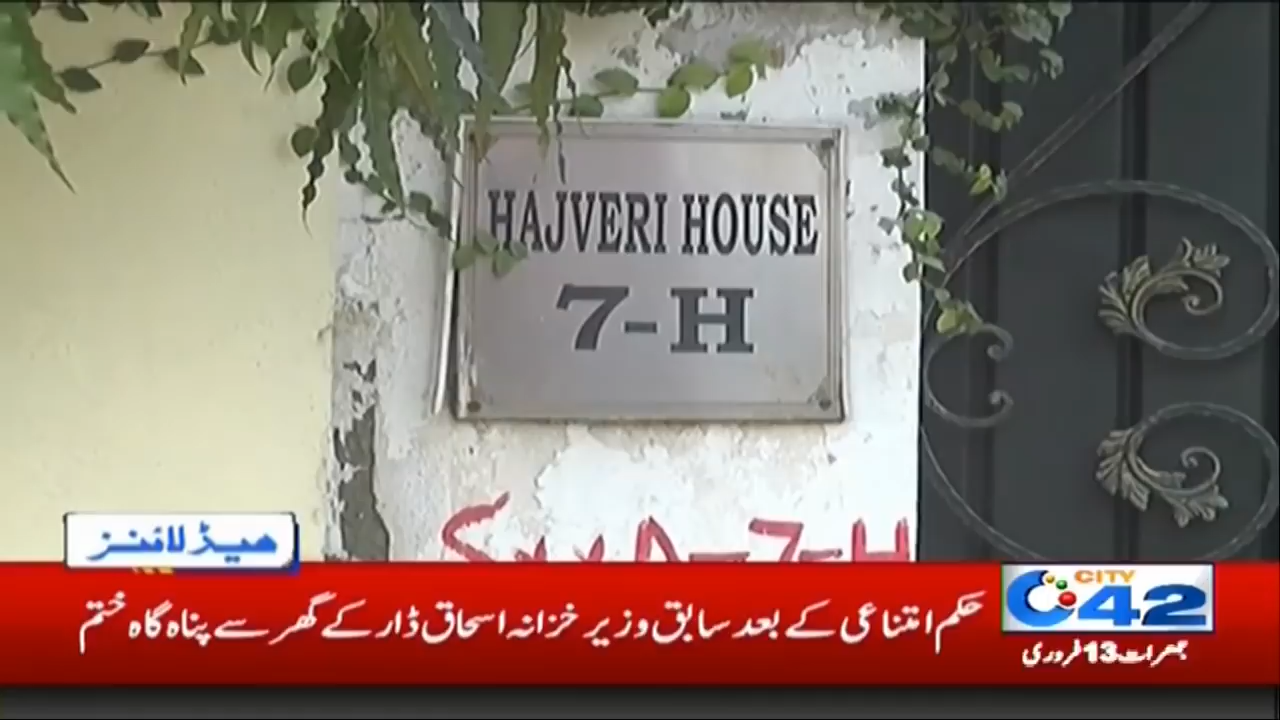 HAJVERI HOUSE
7-H
ہیڈلائنز
حکم امتناعی کے بعد سابق وزیر خزانہ اسحاق ڈار کے گھر سے پناہ گاہ ختم
CITY
42
جمعرات 13 فروری